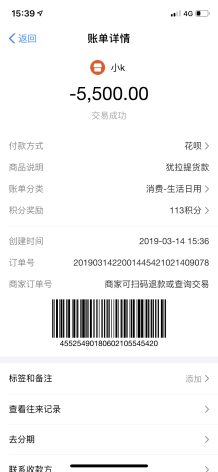 15:39
4G
返回
账单详情
小k
-5,500.00
交易成功
付款方式 花呗
商品说明 犹拉提货款
账单分类 消费-生活日用
积分奖励 113积分
创建时间 2019-03-14 15:36
订单号 2019031422001445421021409078
商家订单号 商家可扫码退款或查询交易
45525490180602105545420
标签和备注 添加
查看往来记录
去分期
联系收款方